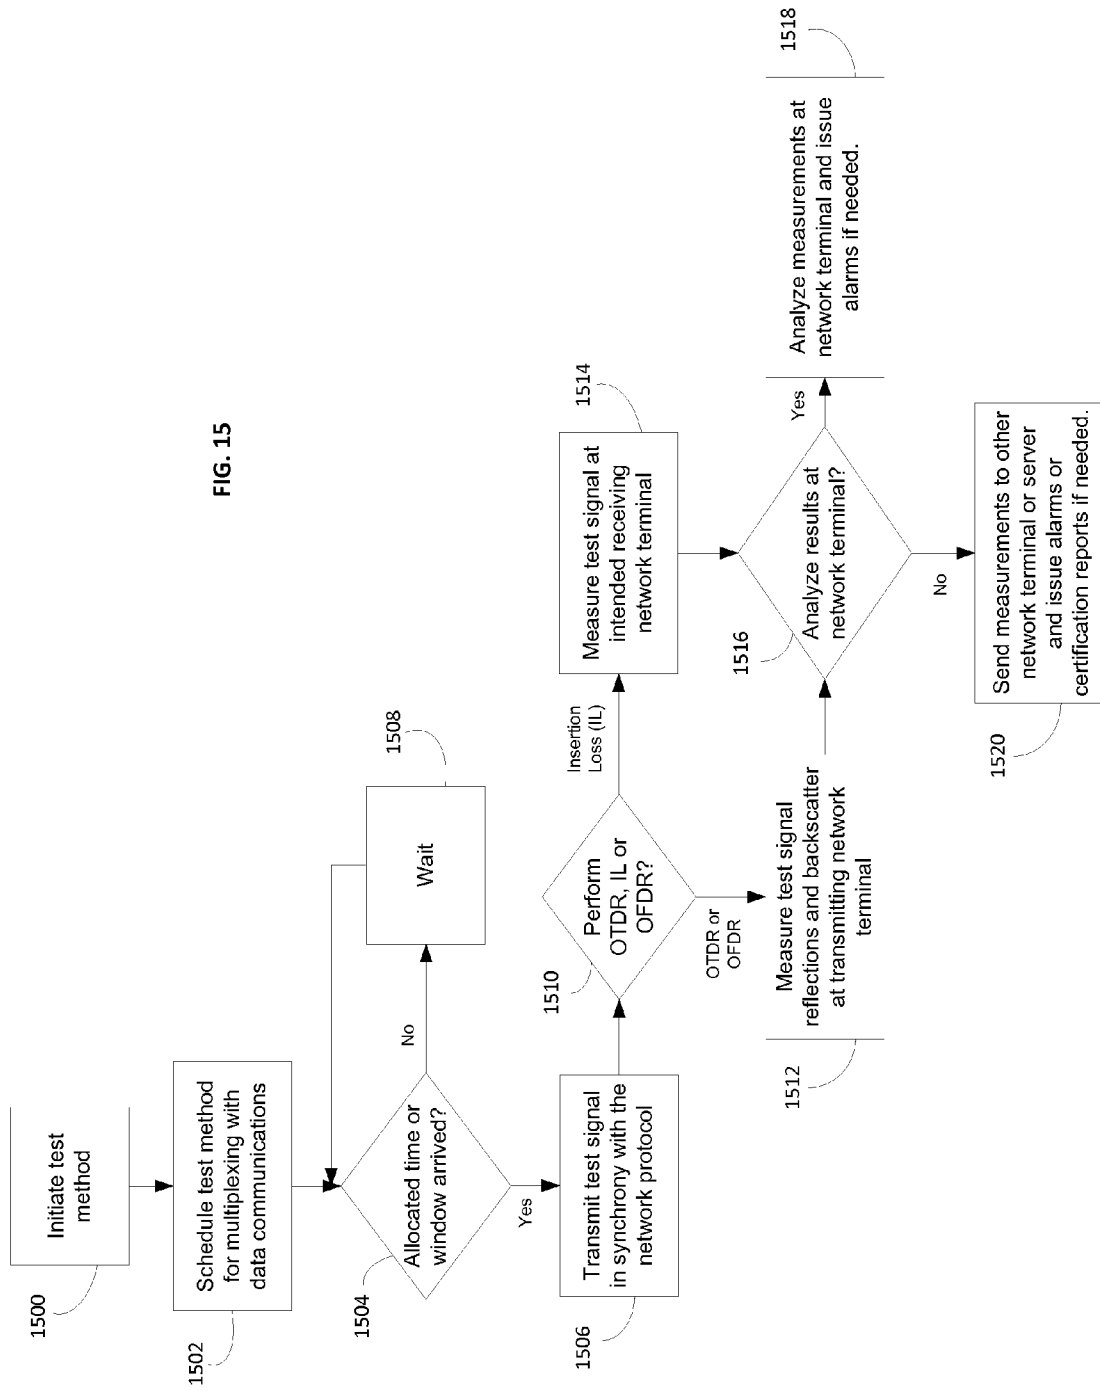 FIG. 15
1500
Initiate test
method
1502
Schedule test method
for multiplexing with
data communications
1504
Allocated time or
window arrived?
No
1508
Wait
Yes
1506
Transmit test signal
in synchrony with the
network protocol
1510
Perform
OTDR, IL or
OFDR?
Insertion
Loss (IL)
1514
Measure test signal at
intended receiving
network terminal
OTDR or
OFDR
1512
Measure test signal
reflections and backscatter
at transmitting network
terminal
1516
Analyze results at
network terminal?
Yes
1518
Analyze measurements at
network terminal and issue
alarms if needed.
No
1520
Send measurements to other
network terminal or server
and issue alarms or
certification reports if needed.